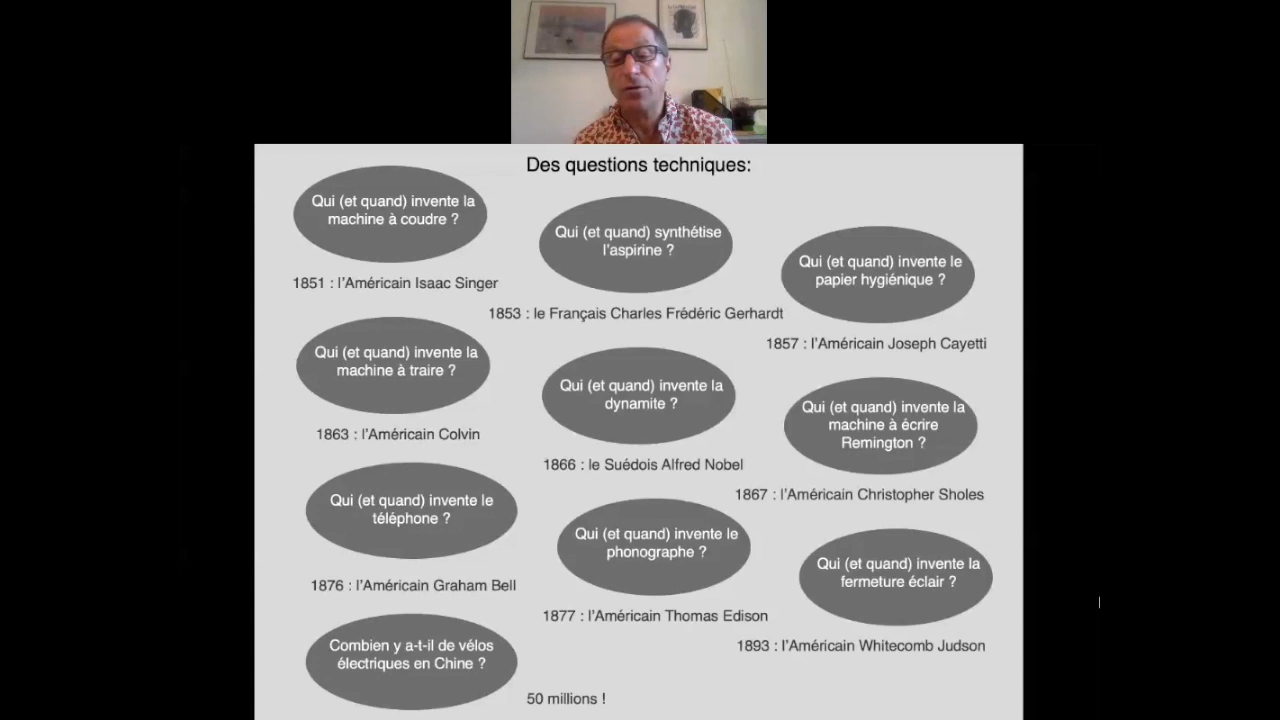 Des questions techniques:
Qui (et quand) invente la
machine à coudre ?
1851 : l'Américain Isaac Singer
Qui (et quand) synthétise
l'aspirine ?
1853 : le Français Charles Frédéric Gerhardt
Qui (et quand) invente le
papier hygiénique ?
1857 : l'Américain Joseph Cayetti
Qui (et quand) invente la
machine à traire ?
1863 : l'Américain Colvin
Qui (et quand) invente la
dynamite ?
1866 : le Suédois Alfred Nobel
Qui (et quand) invente la
machine à écrire
Remington ?
1867 : l'Américain Christopher Sholes
Qui (et quand) invente le
téléphone ?
1876 : l'Américain Graham Bell
Qui (et quand) invente le
phonographe ?
1877 : l'Américain Thomas Edison
Qui (et quand) invente la
fermeture éclair ?
1893 : l'Américain Whitecomb Judson
Combien y a-t-il de vélos
électriques en Chine ?
50 millions !